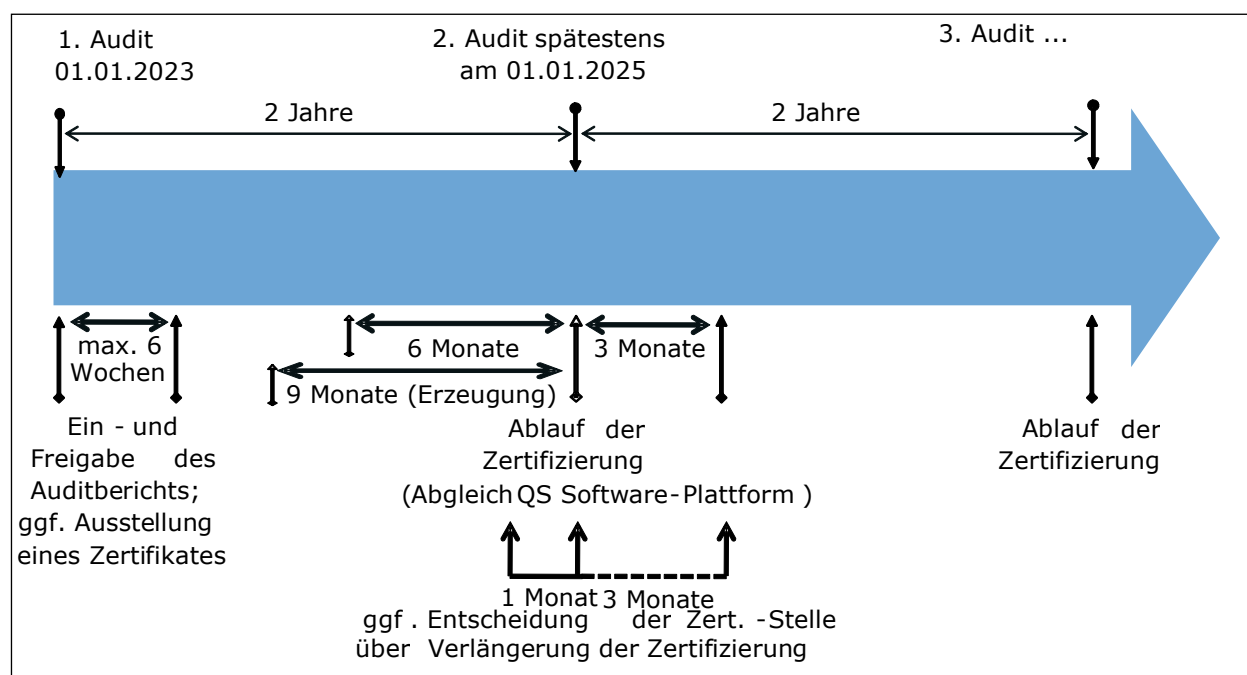 1. Audit
01.01.2023
2. Audit spätestens
am 01.01.2025
3. Audit ...
2 Jahre
2 Jahre
max. 6
Wochen
6 Monate
3 Monate
9 Monate (Erzeugung)
Ein - und
Freigabe des
Auditberichts;
ggf. Ausstellung
eines Zertifikates
Ablauf der
Zertifizierung
(Abgleich QS Software-Plattform )
Ablauf der
Zertifizierung
1 Monat 3 Monate
ggf . Entscheidung der Zert. -Stelle
über Verlängerung der Zertifizierung